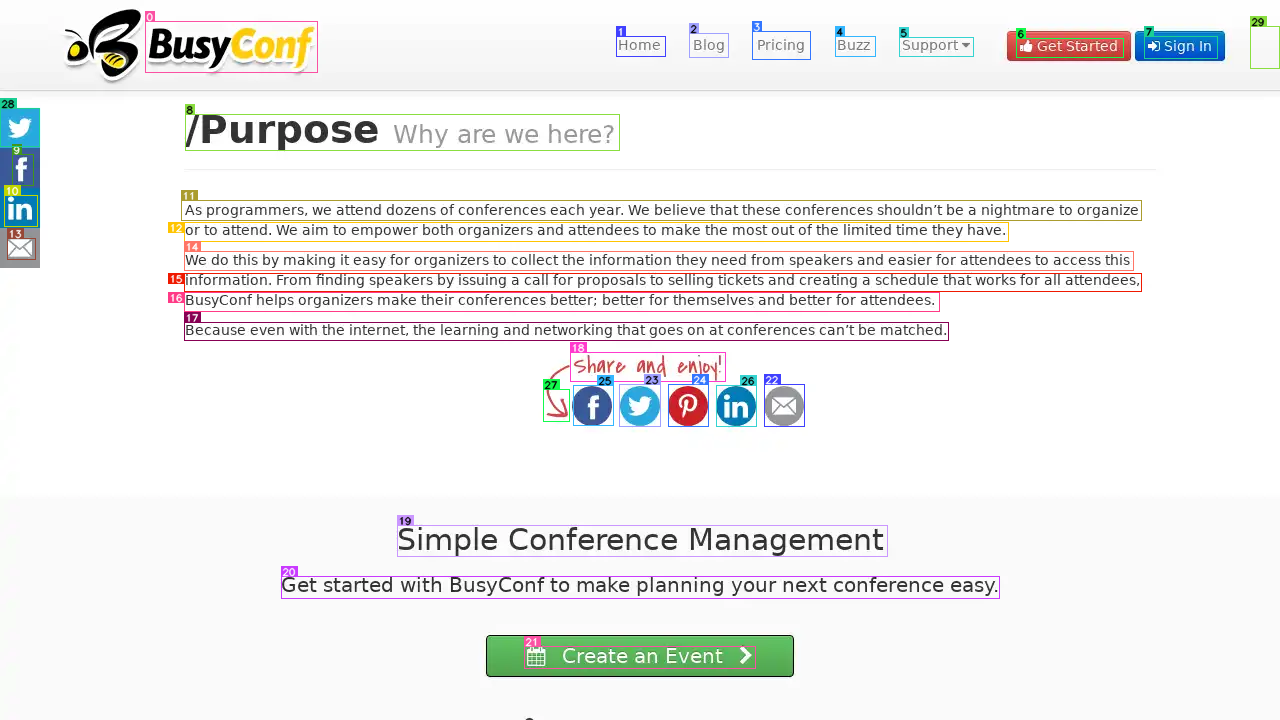 BusyConf
Home
Blog
Pricing
Buzz
Support
Get Started
Sign In
/Purpose Why are we here?
As programmers, we attend dozens of conferences each year. We believe that these conferences shouldn’t be a nightmare to organize
or to attend. We aim to empower both organizers and attendees to make the most out of the limited time they have.
We do this by making it easy for organizers to collect the information they need from speakers and easier for attendees to access this
information. From finding speakers by issuing a call for proposals to selling tickets and creating a schedule that works for all attendees,
BusyConf helps organizers make their conferences better; better for themselves and better for attendees.
Because even with the internet, the learning and networking that goes on at conferences can’t be matched.
Share and enjoy!
Simple Conference Management
Get started with BusyConf to make planning your next conference easy.
Create an Event
0
1
2
3
4
5
6
7
29
28
8
9
10
11
12
13
14
15
16
17
18
27
25
23
24
26
22
19
20
21